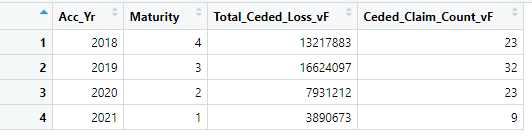 Acc_Yr Maturity Total_Ceded_Loss_vF Ceded_Claim_Count_vF
1 2018 4 13217883 23
2 2019 3 16624097 32
3 2020 2 7931212 23
4 2021 1 3890673 9